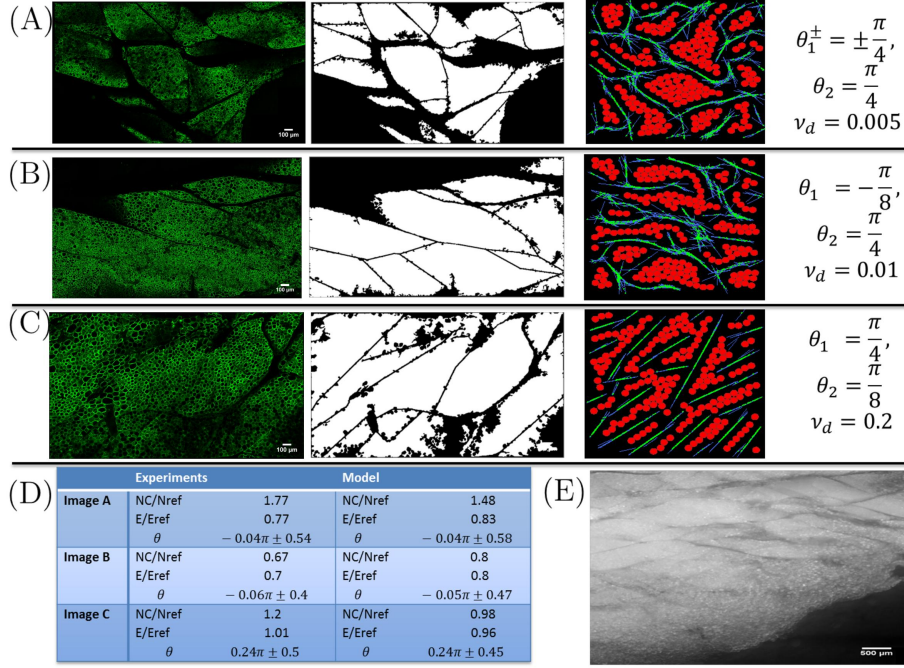 (A)
100 µm
θ₁± = ± π/4,
θ₂ = π/4
ν_d = 0.005
(B)
100 µm
θ₁ = − π/8,
θ₂ = π/4
ν_d = 0.01
(C)
100 µm
θ₁ = π/4,
θ₂ = π/8
ν_d = 0.2
(D)
Experiments Model
Image A NC/Nref 1.77 NC/Nref 1.48
E/Eref 0.77 E/Eref 0.83
θ − 0.04π ± 0.54 θ − 0.04π ± 0.58
Image B NC/Nref 0.67 NC/Nref 0.8
E/Eref 0.7 E/Eref 0.8
θ − 0.06π ± 0.4 θ − 0.05π ± 0.47
Image C NC/Nref 1.2 NC/Nref 0.98
E/Eref 1.01 E/Eref 0.96
θ 0.24π ± 0.5 θ 0.24π ± 0.45
(E)
500 µm